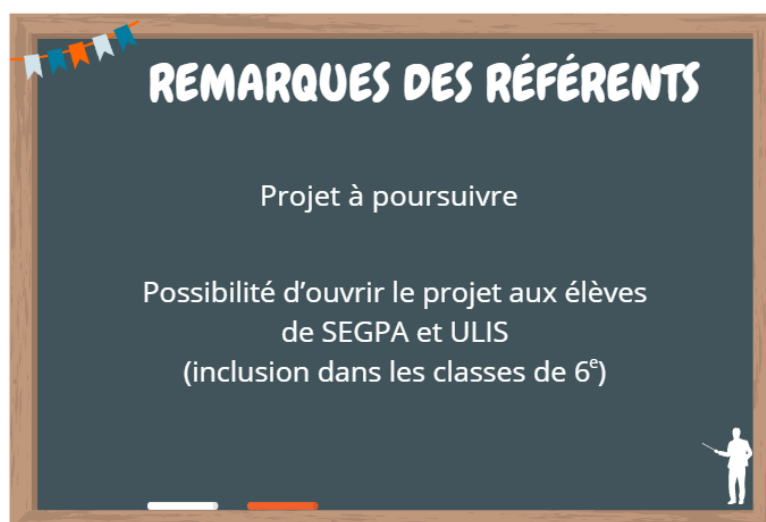 REMARQUES DES RÉFÉRENTS
Projet à poursuivre
Possibilité d’ouvrir le projet aux élèves
de SEGPA et ULIS
(inclusion dans les classes de 6ᵉ)